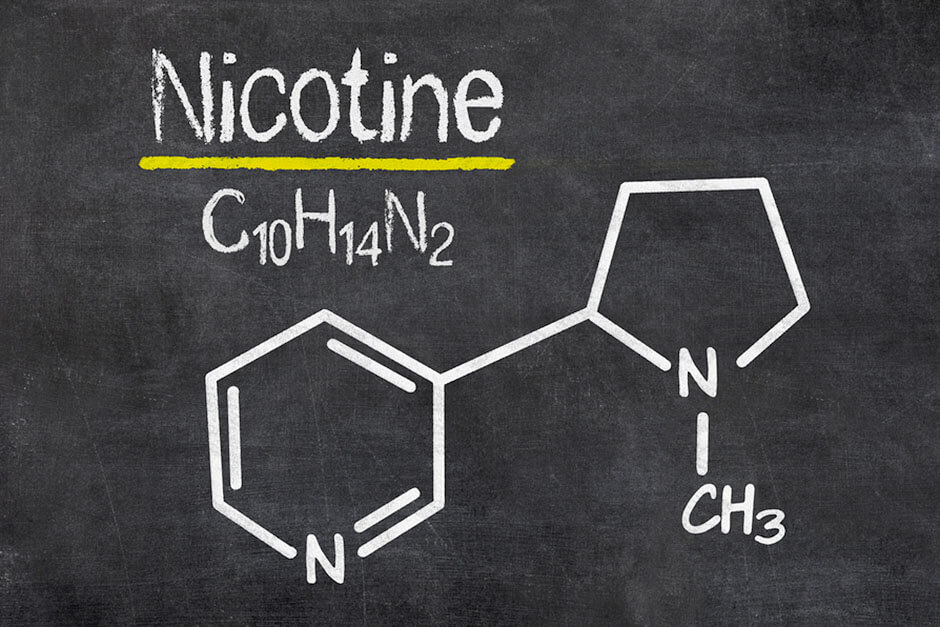 Nicotine
C₁₀H₁₄N₂
N
N
CH₃